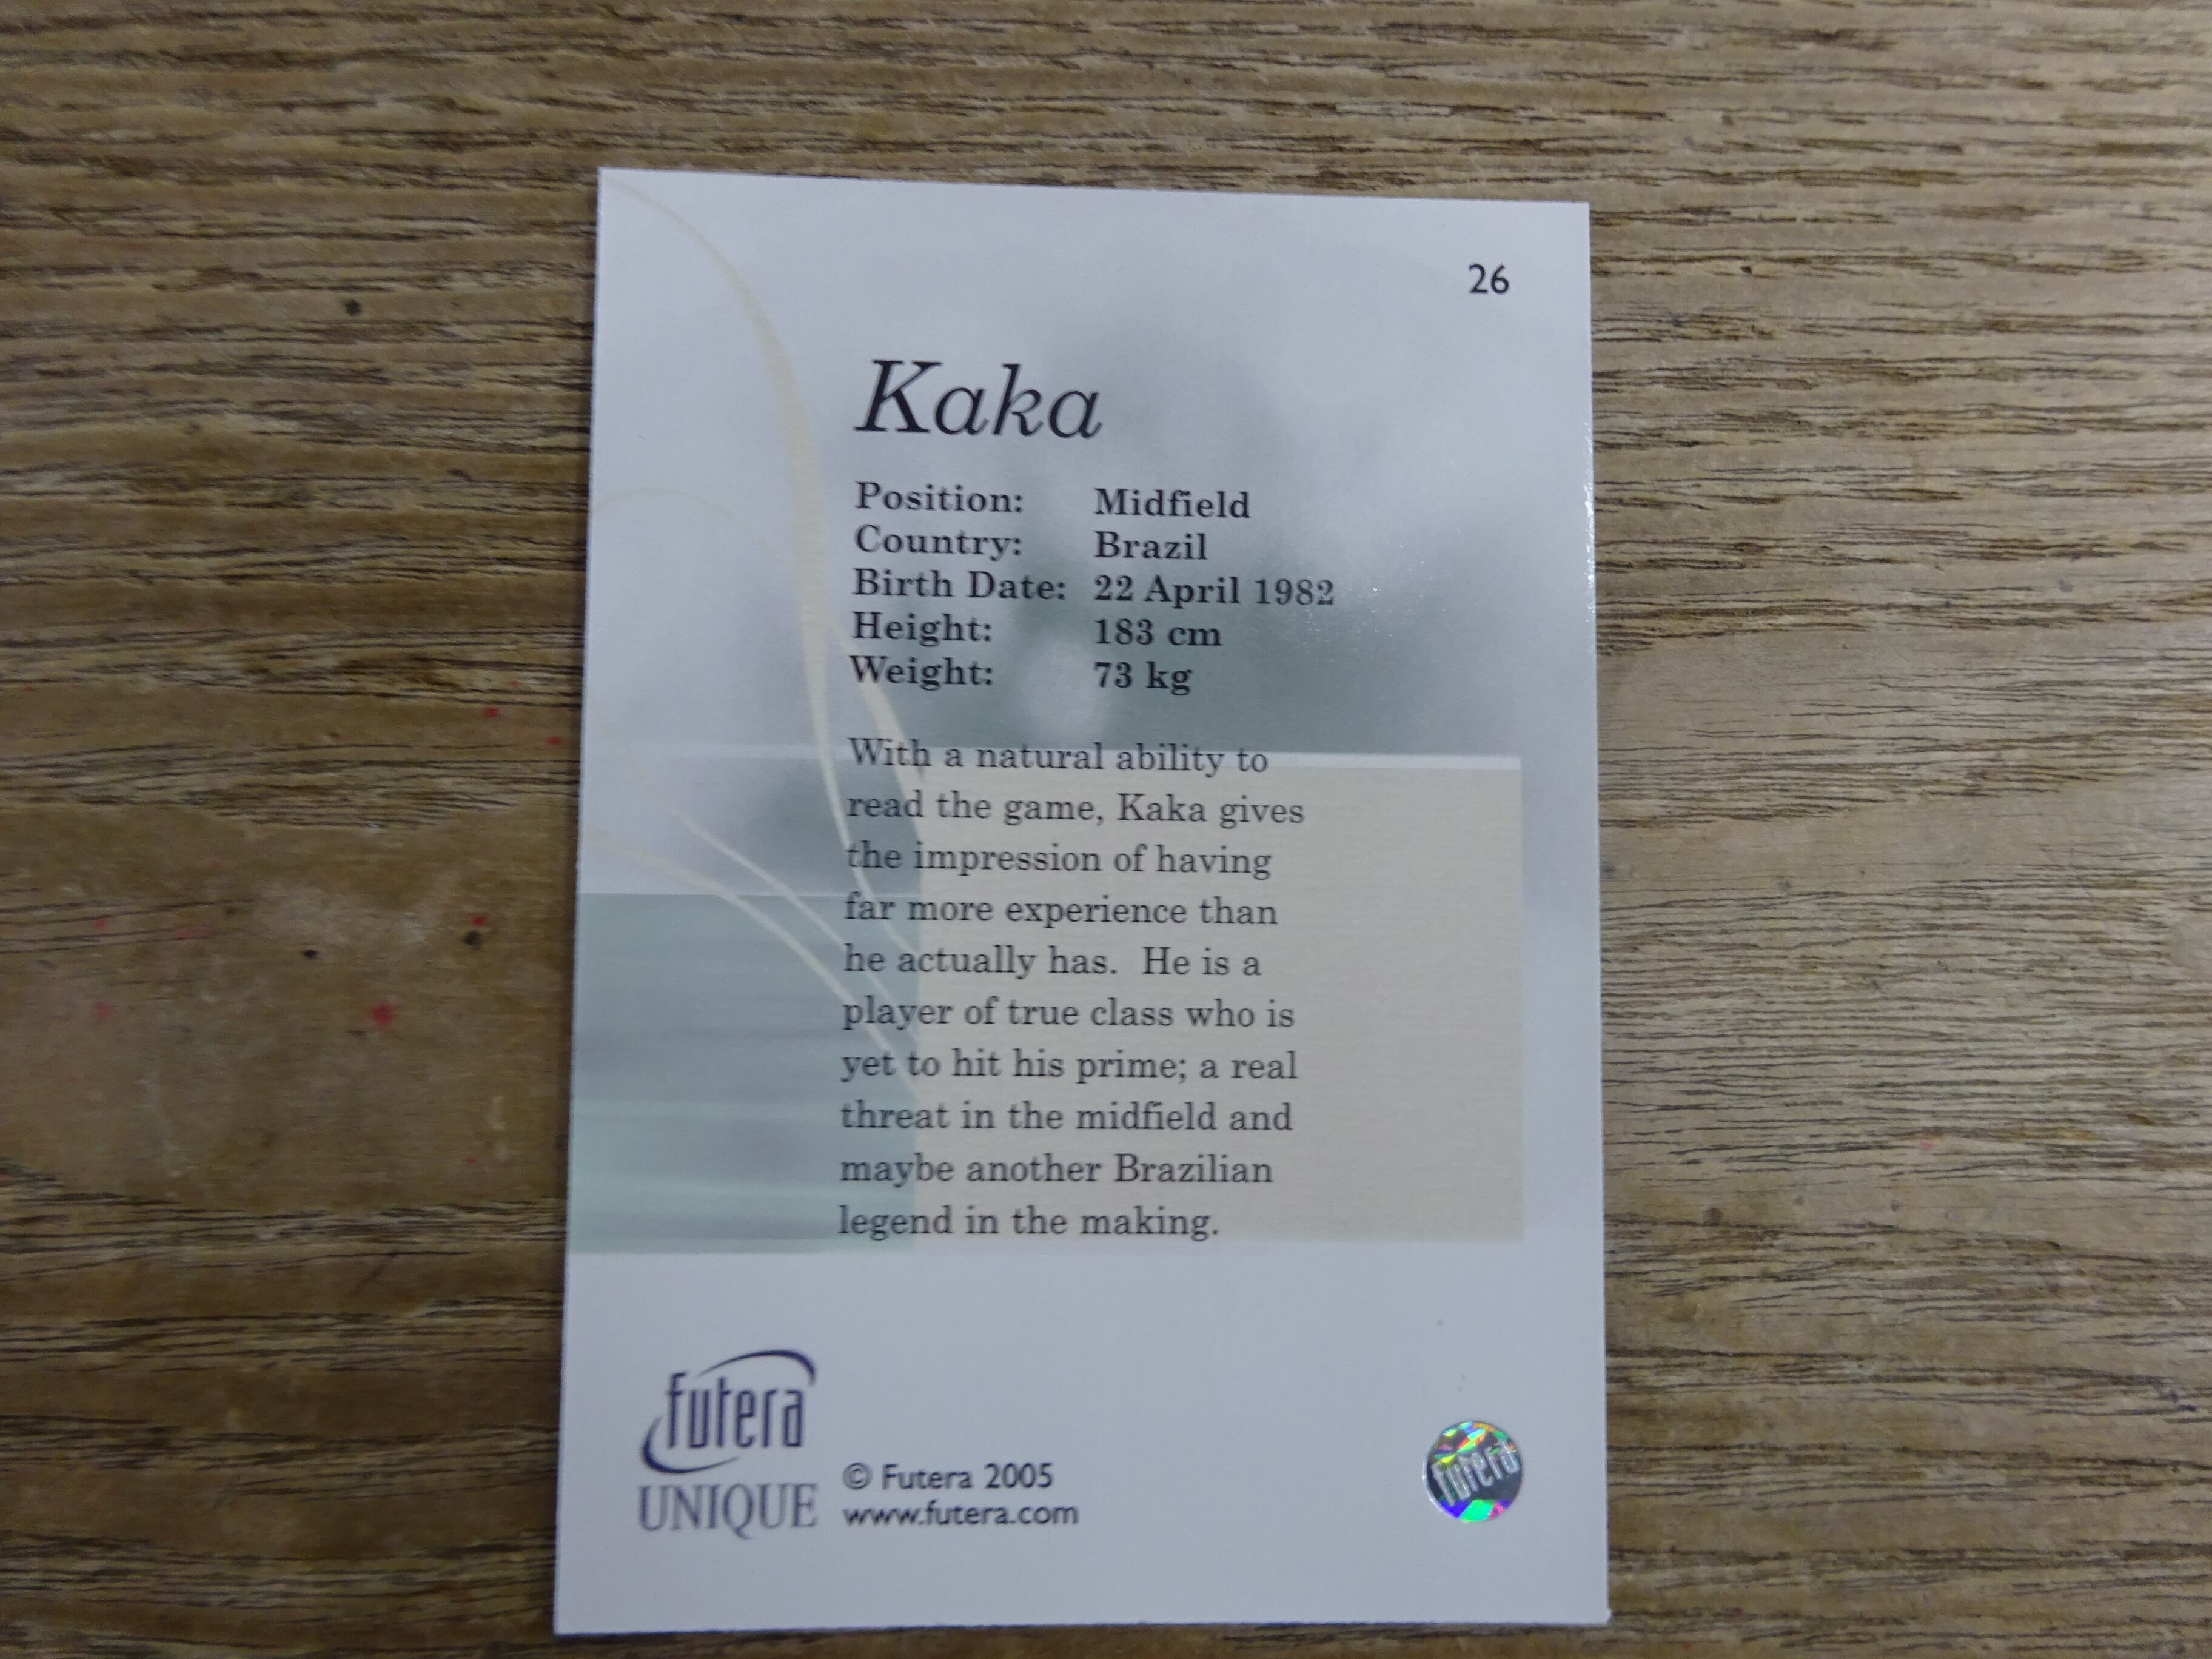 26
Kaka
Position: Midfield
Country: Brazil
Birth Date: 22 April 1982
Height: 183 cm
Weight: 73 kg
With a natural ability to
read the game, Kaka gives
the impression of having
far more experience than
he actually has.  He is a
player of true class who is
yet to hit his prime; a real
threat in the midfield and
maybe another Brazilian
legend in the making.
futera
UNIQUE
© Futera 2005
www.futera.com
futera